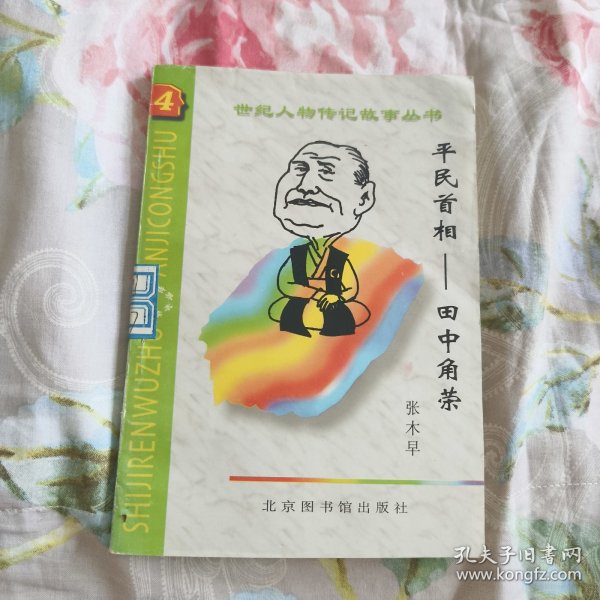 4
世纪人物传记故事丛书
平民首相——田中角荣
张木早
北京图书馆出版社
SHIJIRENWUZHU
ANJICONGSHU
孔夫子旧书网
www.kongfz.com